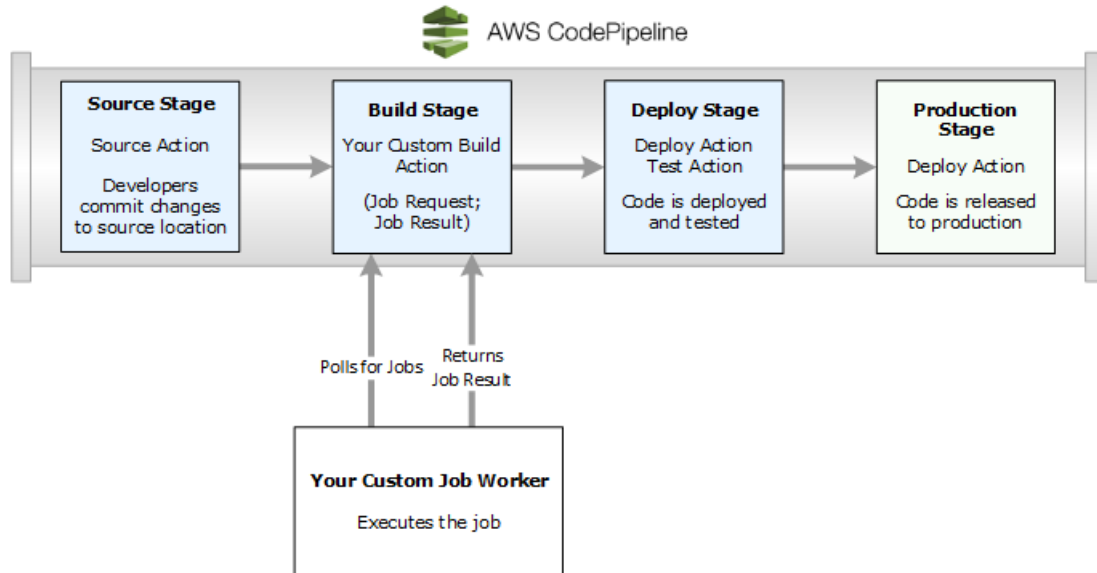 AWS CodePipeline
Source Stage
Source Action
Developers
commit changes
to source location
Build Stage
Your Custom Build
Action
(Job Request;
Job Result)
Deploy Stage
Deploy Action
Test Action
Code is deployed
and tested
Production
Stage
Deploy Action
Code is released
to production
Polls for Jobs
Returns
Job Result
Your Custom Job Worker
Executes the job